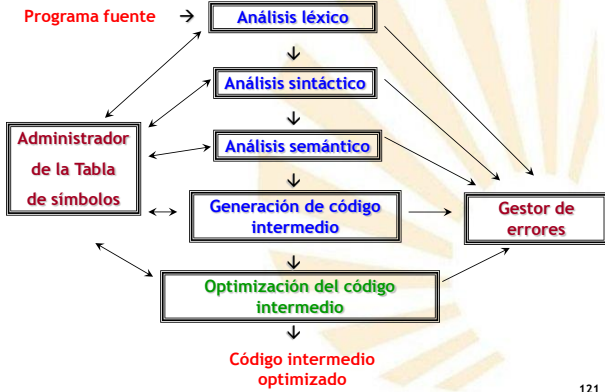 Programa fuente → Análisis léxico
Análisis sintáctico
Análisis semántico
Administrador
de la Tabla
de símbolos
Generación de código
intermedio
Gestor de
errores
Optimización del código
intermedio
Código intermedio
optimizado
121